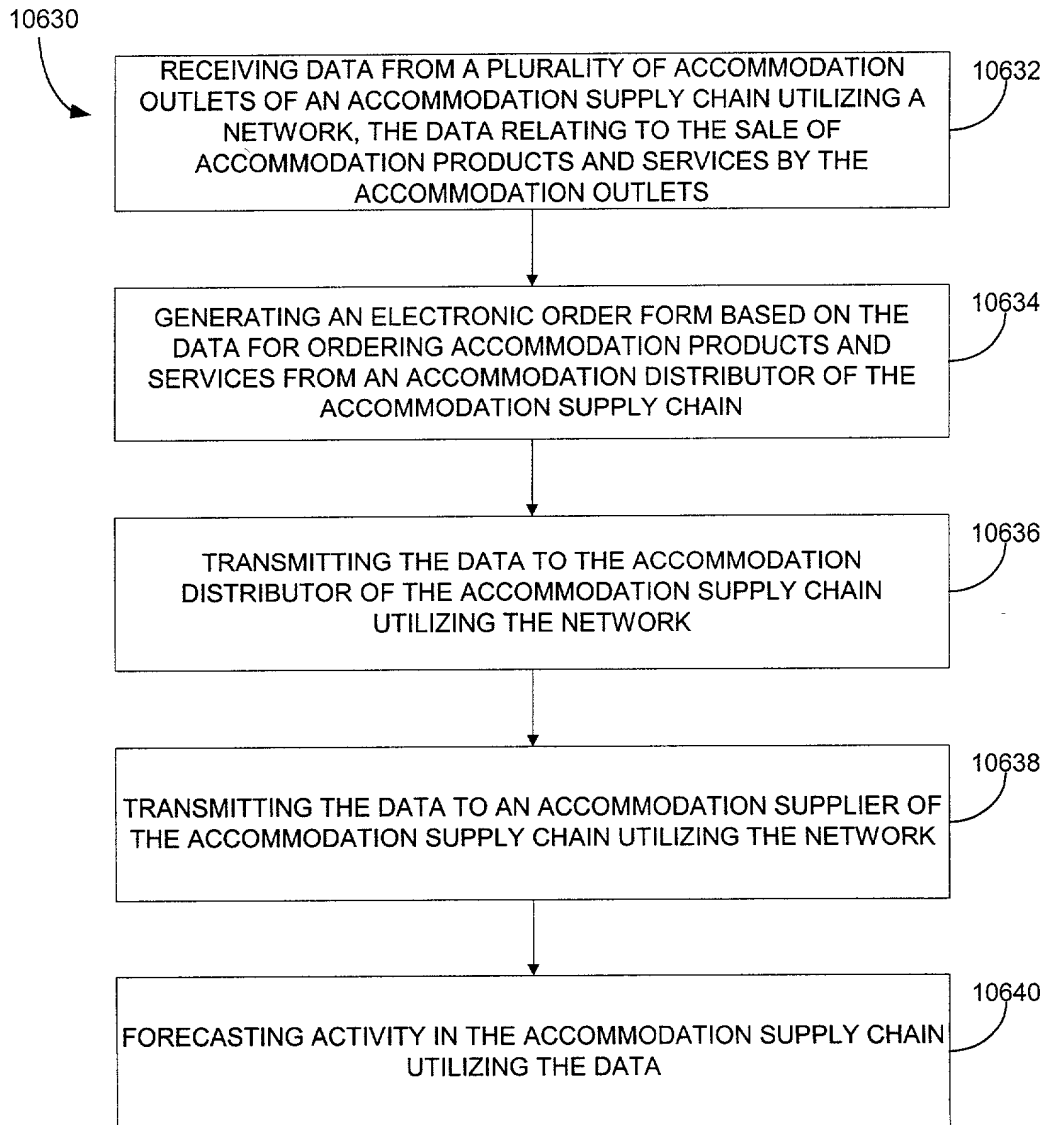 10630
RECEIVING DATA FROM A PLURALITY OF ACCOMMODATION
OUTLETS OF AN ACCOMMODATION SUPPLY CHAIN UTILIZING A
NETWORK, THE DATA RELATING TO THE SALE OF
ACCOMMODATION PRODUCTS AND SERVICES BY THE
ACCOMMODATION OUTLETS
10632
GENERATING AN ELECTRONIC ORDER FORM BASED ON THE
DATA FOR ORDERING ACCOMMODATION PRODUCTS AND
SERVICES FROM AN ACCOMMODATION DISTRIBUTOR OF THE
ACCOMMODATION SUPPLY CHAIN
10634
TRANSMITTING THE DATA TO THE ACCOMMODATION
DISTRIBUTOR OF THE ACCOMMODATION SUPPLY CHAIN
UTILIZING THE NETWORK
10636
TRANSMITTING THE DATA TO AN ACCOMMODATION SUPPLIER OF
THE ACCOMMODATION SUPPLY CHAIN UTILIZING THE NETWORK
10638
FORECASTING ACTIVITY IN THE ACCOMMODATION SUPPLY CHAIN
UTILIZING THE DATA
10640